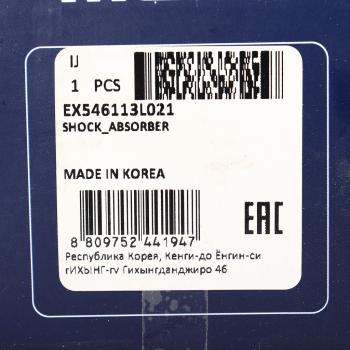 IJ
1 PCS
EX546113L021
SHOCK_ABSORBER
MADE IN KOREA
EAC
8 809752 441947
Республика Корея, Кенги-до Ёнгин-си
гИХЫНГ-гv Гихынгданджиро 46